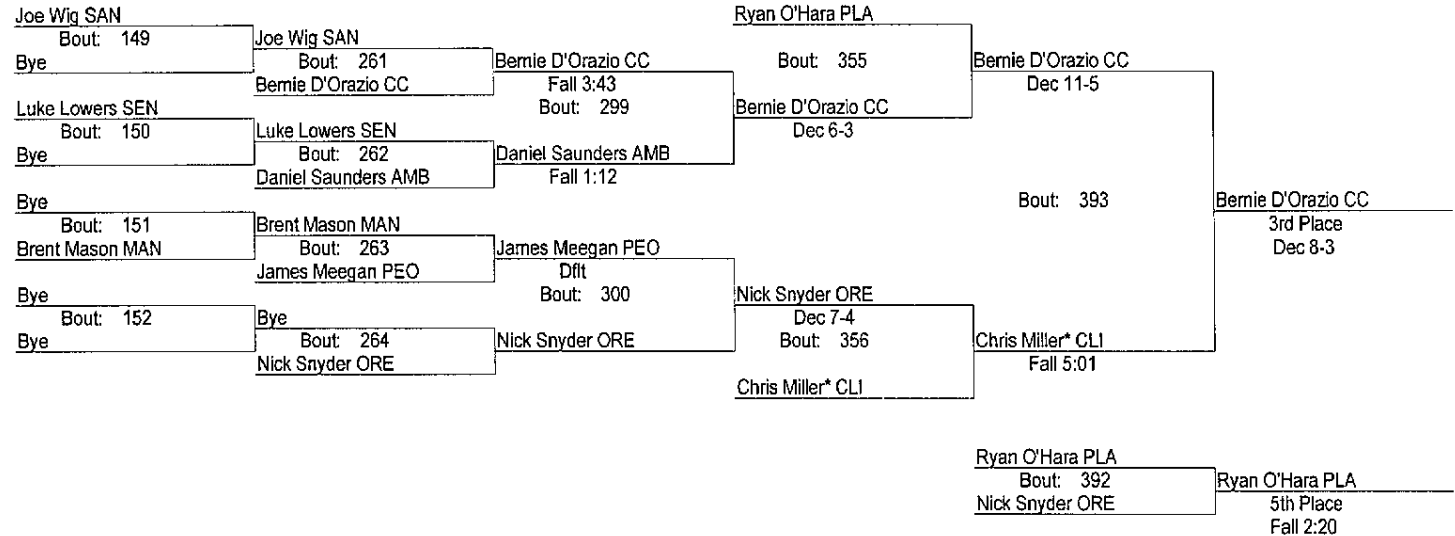 Joe Wig SAN
Bout: 149
Bye
Luke Lowers SEN
Bout: 150
Bye
Bye
Bout: 151
Brent Mason MAN
Bye
Bout: 152
Bye
Joe Wig SAN
Bout: 261
Bernie D'Orazio CC
Luke Lowers SEN
Bout: 262
Daniel Saunders AMB
Brent Mason MAN
Bout: 263
James Meegan PEO
Bye
Bout: 264
Nick Snyder ORE
Bernie D'Orazio CC
Fall 3:43
Bout: 299
Daniel Saunders AMB
Fall 1:12
James Meegan PEO
Dflt
Bout: 300
Nick Snyder ORE
Ryan O'Hara PLA
Bout: 355
Bernie D'Orazio CC
Dec 6-3
Nick Snyder ORE
Dec 7-4
Bout: 356
Chris Miller* CL1
Bernie D'Orazio CC
Dec 11-5
Bout: 393
Chris Miller* CL1
Fall 5:01
Bernie D'Orazio CC
3rd Place
Dec 8-3
Ryan O'Hara PLA
Bout: 392
Nick Snyder ORE
Ryan O'Hara PLA
5th Place
Fall 2:20